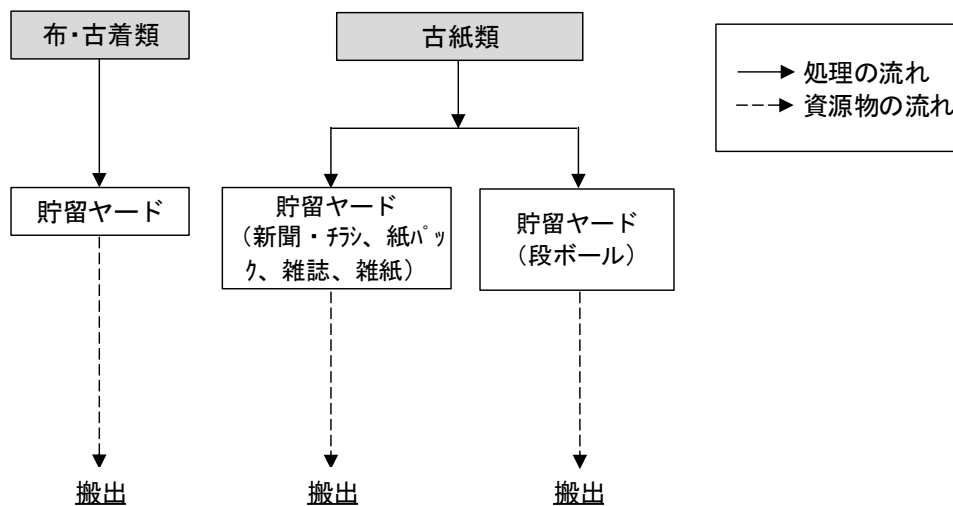 布・古着類
古紙類
処理の流れ
資源物の流れ
貯留ヤード
貯留ヤード
（新聞・ﾁﾗｼ、紙ﾊﾟｯ
ｸ、雑誌、雑紙）
貯留ヤード
（段ボール）
搬出
搬出
搬出